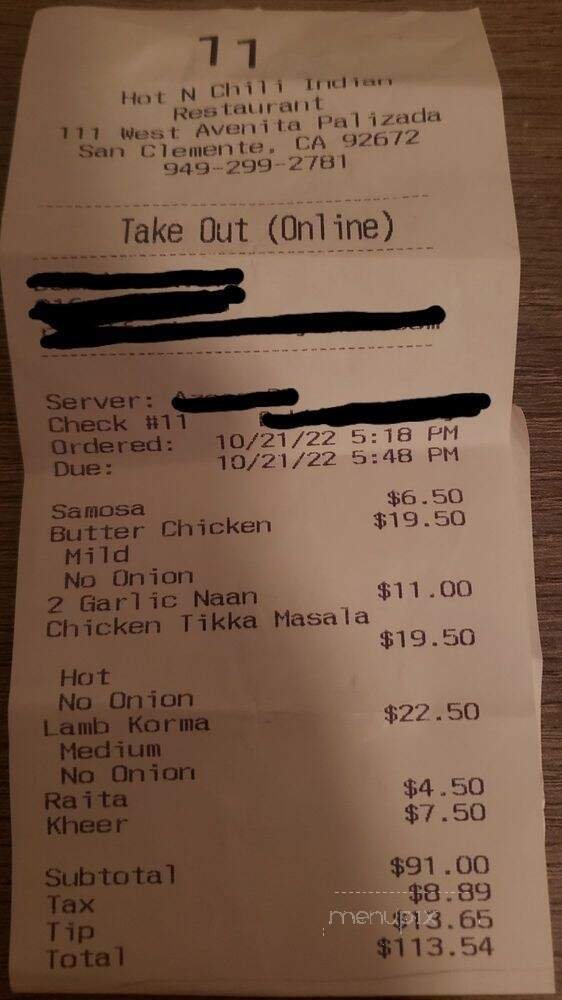 11
Hot N Chili Indian
Restaurant
111 West Avenita Palizada
San Clemente, CA 92672
949-299-2781
Take Out (Online)
Server:
Check #11
Ordered: 10/21/22 5:18 PM
Due: 10/21/22 5:48 PM
Samosa $6.50
Butter Chicken $19.50
Mild
No Onion
2 Garlic Naan $11.00
Chicken Tikka Masala
$19.50
Hot
No Onion
Lamb Korma $22.50
Medium
No Onion
Raita $4.50
Kheer $7.50
Subtotal $91.00
Tax $8.89
Tip $13.65
Total $113.54
menupix